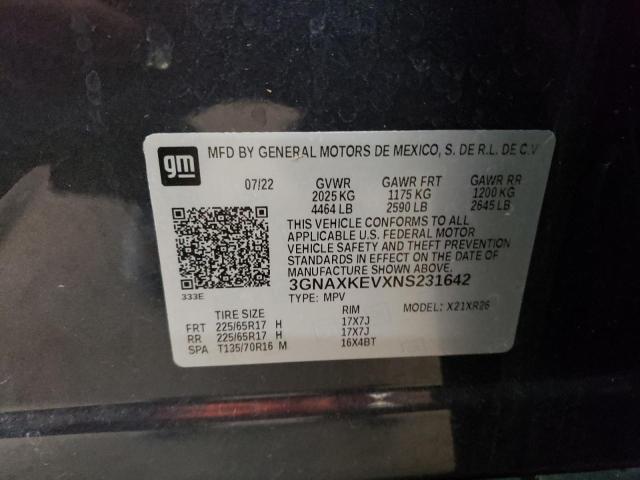 gm
MFD BY GENERAL MOTORS DE MEXICO, S. DE R.L. DE C.V
07/22 GVWR GAWR FRT GAWR RR
2025 KG 1175 KG 1200 KG
4464 LB 2590 LB 2645 LB
THIS VEHICLE CONFORMS TO ALL
APPLICABLE U.S. FEDERAL MOTOR
VEHICLE SAFETY AND THEFT PREVENTION
STANDARDS IN EFFECT ON THE DATE OF
MANUFACTURE SHOWN ABOVE.
3GNAXKEVXNS231642
333E
TYPE: MPV MODEL: X21XR26
TIRE SIZE RIM
FRT 225/65R17 H 17X7J
RR 225/65R17 H 17X7J
SPA T135/70R16 M 16X4BT